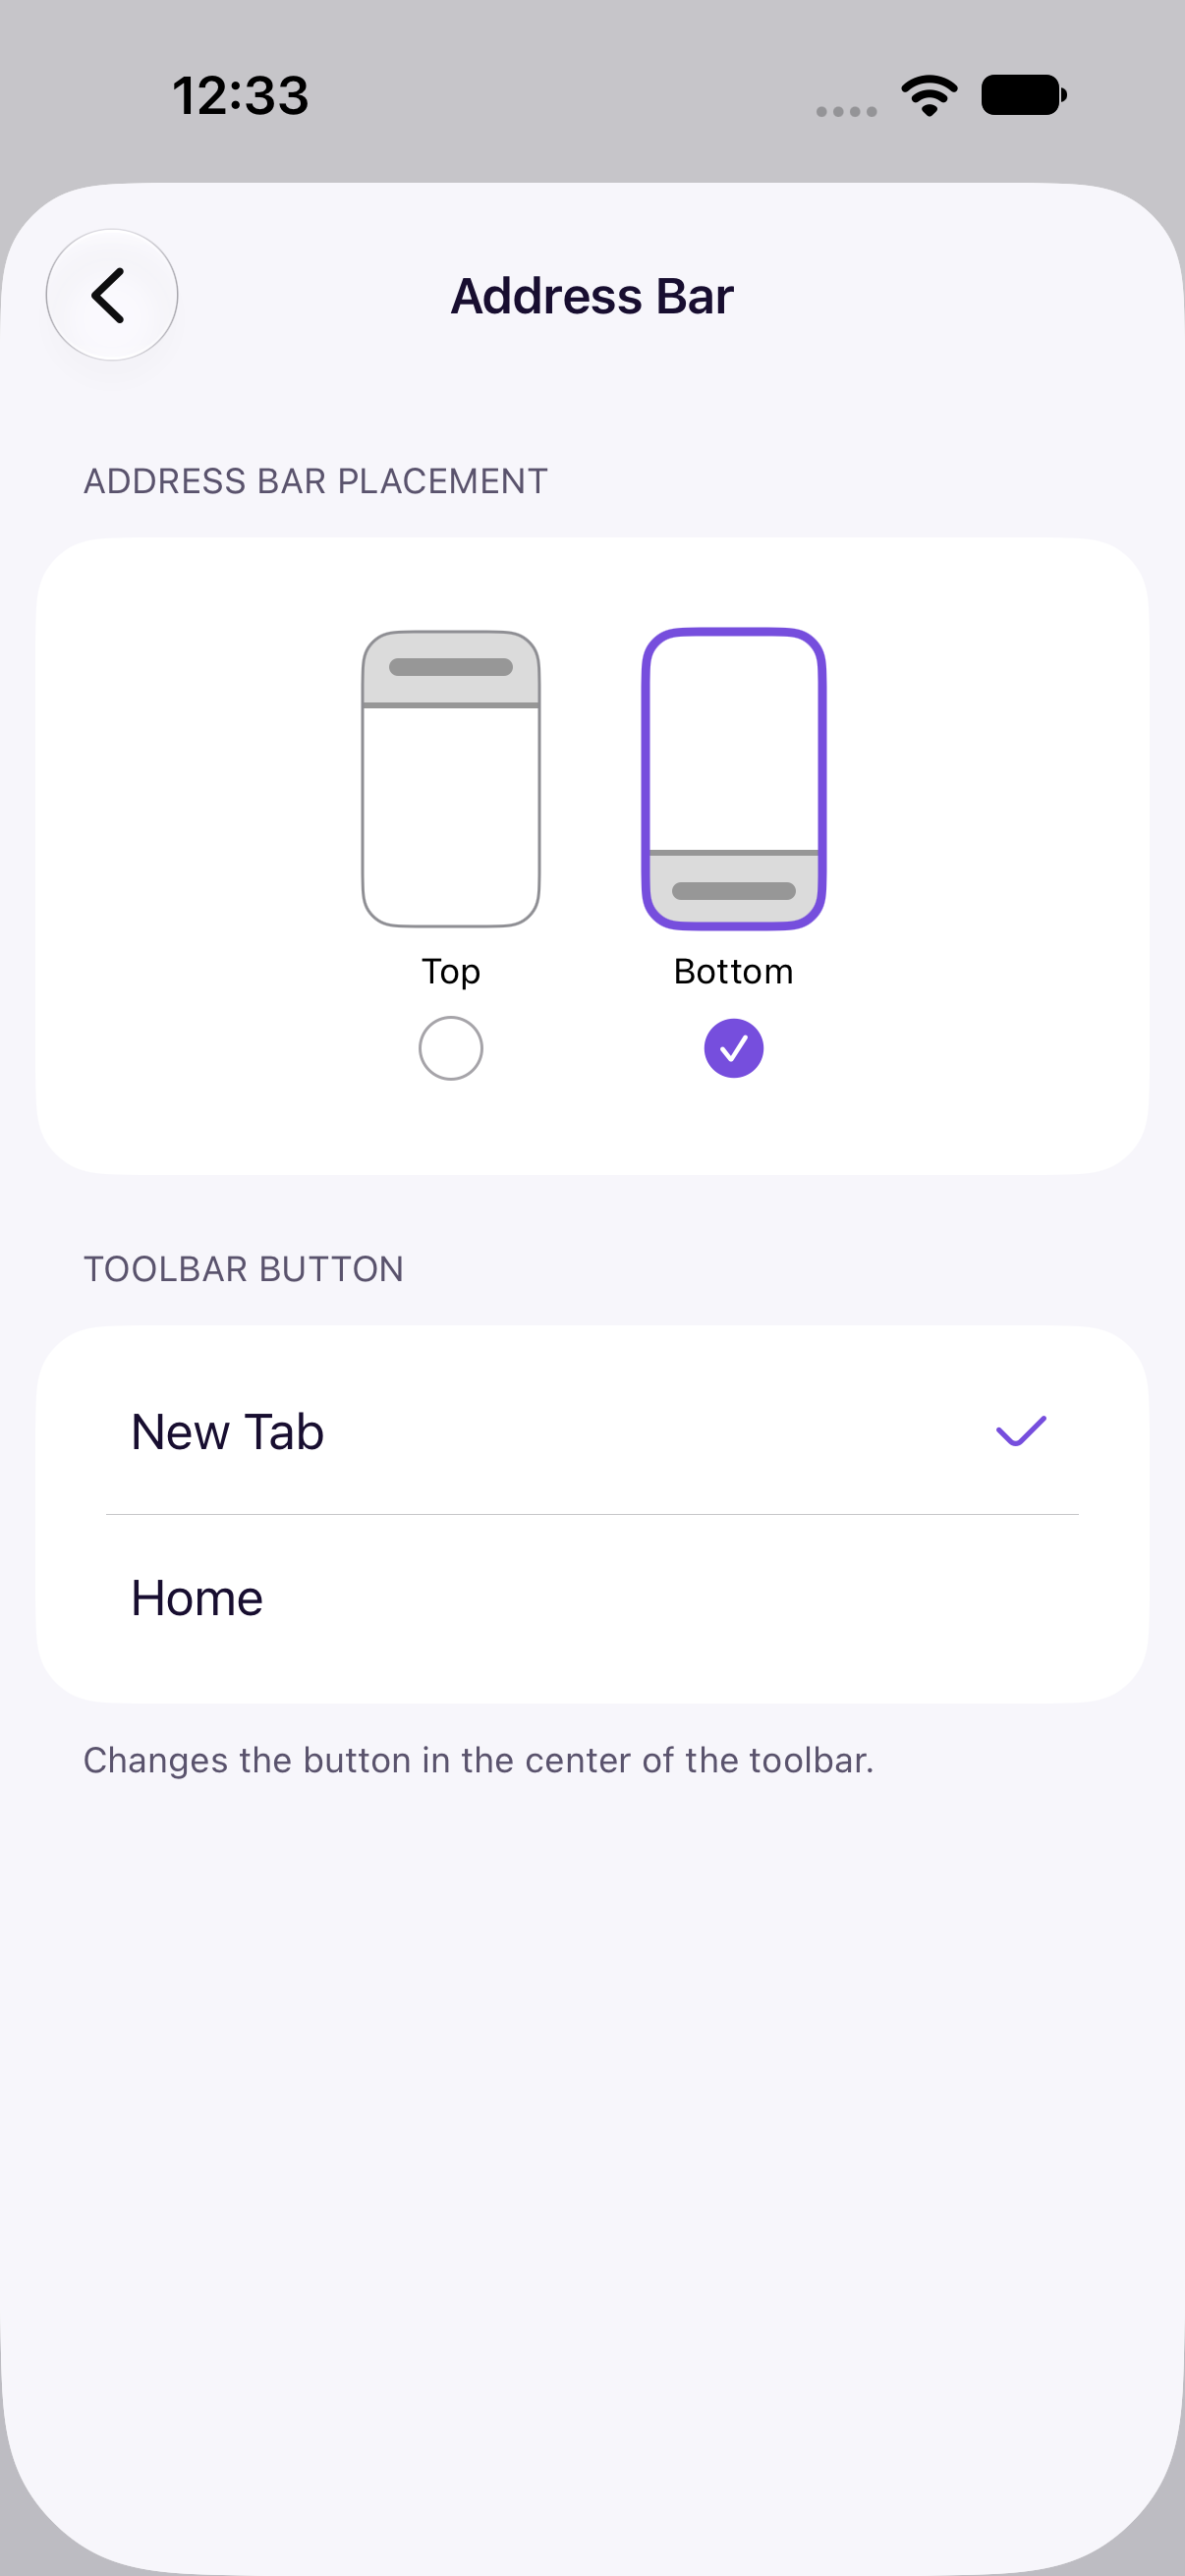 12:33
Address Bar
ADDRESS BAR PLACEMENT
Top
Bottom
TOOLBAR BUTTON
New Tab
Home
Changes the button in the center of the toolbar.